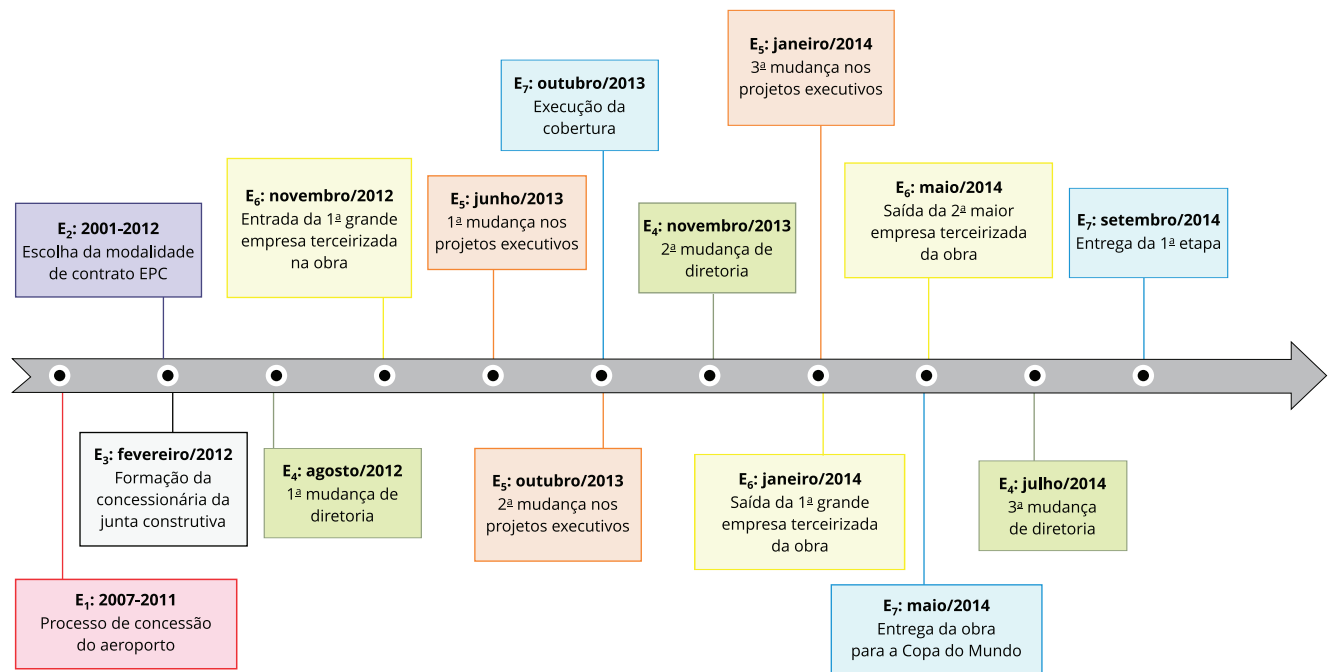 E₁: 2007-2011
Processo de concessão
do aeroporto
E₂: 2001-2012
Escolha da modalidade
de contrato EPC
E₃: fevereiro/2012
Formação da
concessionária da
junta construtiva
E₄: agosto/2012
1ª mudança de
diretoria
E₆: novembro/2012
Entrada da 1ª grande
empresa terceirizada
na obra
E₅: junho/2013
1ª mudança nos
projetos executivos
E₇: outubro/2013
Execução da
cobertura
E₅: outubro/2013
2ª mudança nos
projetos executivos
E₄: novembro/2013
2ª mudança de
diretoria
E₅: janeiro/2014
3ª mudança nos
projetos executivos
E₆: janeiro/2014
Saída da 1ª grande
empresa terceirizada
da obra
E₆: maio/2014
Saída da 2ª maior
empresa terceirizada
da obra
E₇: maio/2014
Entrega da obra
para a Copa do Mundo
E₄: julho/2014
3ª mudança
de diretoria
E₇: setembro/2014
Entrega da 1ª etapa